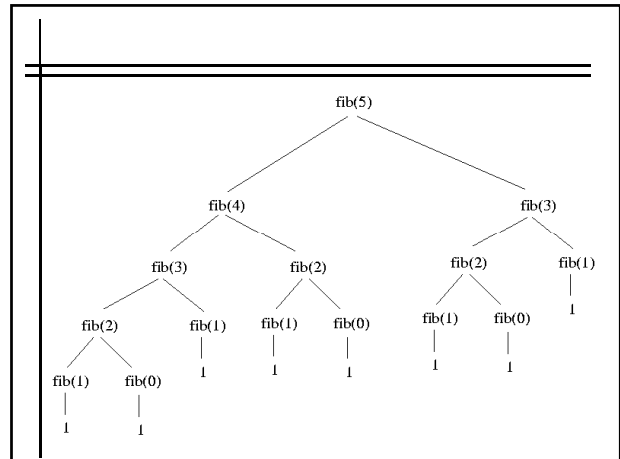 fib(5)
fib(4) fib(3)
fib(3) fib(2) fib(2) fib(1)
fib(2) fib(1) fib(1) fib(0) fib(1) fib(0) 1
fib(1) fib(0) 1 1 1 1 1
1 1